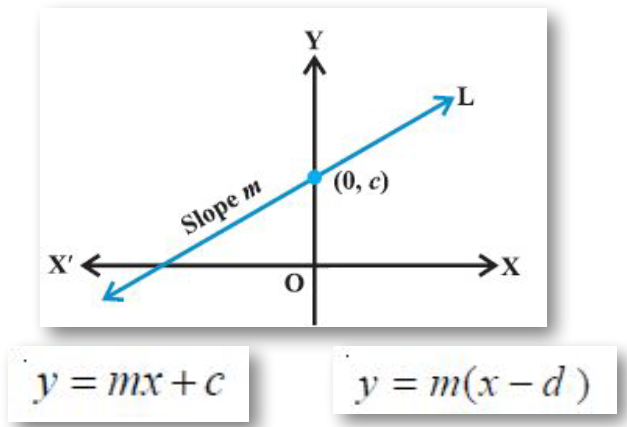 Y
L
(0, c)
Slope m
X′
X
O
y = mx + c
y = m(x − d )